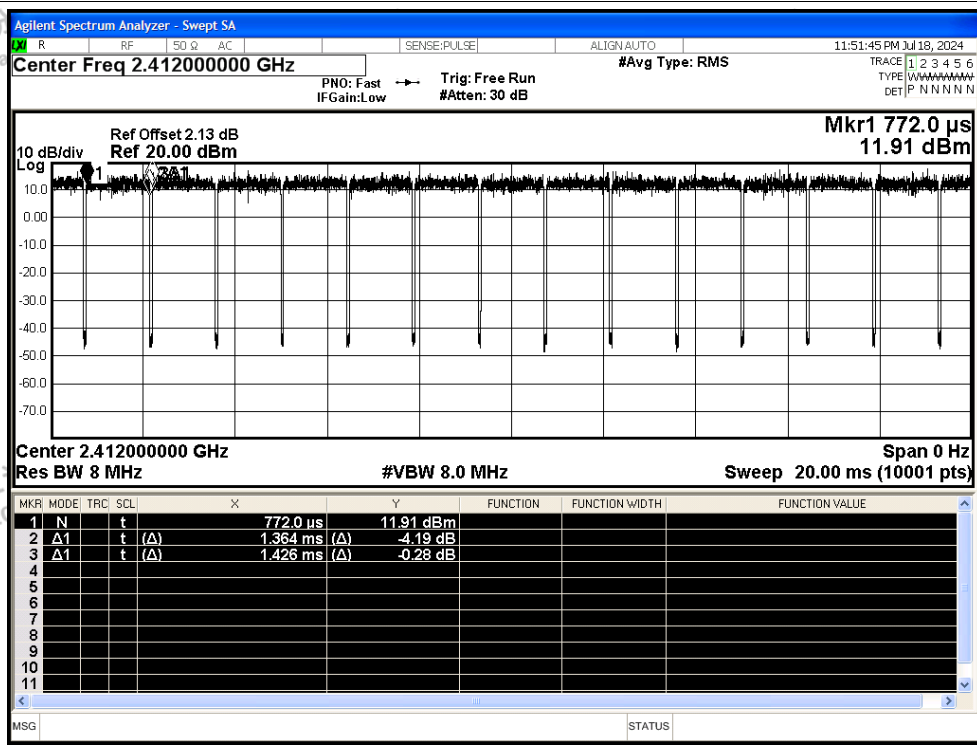 Agilent Spectrum Analyzer - Swept SA
LXI R RF 50 Ω AC SENSE:PULSE ALIGN AUTO 11:51:45 PM Jul 18, 2024
Center Freq 2.412000000 GHz #Avg Type: RMS TRACE 1 2 3 4 5 6
PNO: Fast Trig: Free Run TYPE
IFGain:Low #Atten: 30 dB DET P N N N N N
Mkr1 772.0 µs
Ref Offset 2.13 dB
10 dB/div Ref 20.00 dBm 11.91 dBm
Log
1 3Δ1
10.0
0.00
-10.0
-20.0
-30.0
-40.0
-50.0
-60.0
-70.0
Center 2.412000000 GHz Span 0 Hz
Res BW 8 MHz #VBW 8.0 MHz Sweep 20.00 ms (10001 pts)
MKR MODE TRC SCL X Y FUNCTION FUNCTION WIDTH FUNCTION VALUE
1 N t 772.0 µs 11.91 dBm
2 Δ1 t (Δ) 1.364 ms (Δ) -4.19 dB
3 Δ1 t (Δ) 1.426 ms (Δ) -0.28 dB
4
5
6
7
8
9
10
11
MSG STATUS